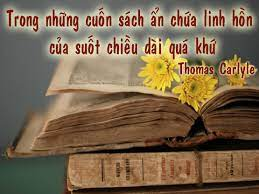 Trong những cuốn sách ẩn chứa linh hồn
của suốt chiều dài quá khứ
Thomas Carlyle